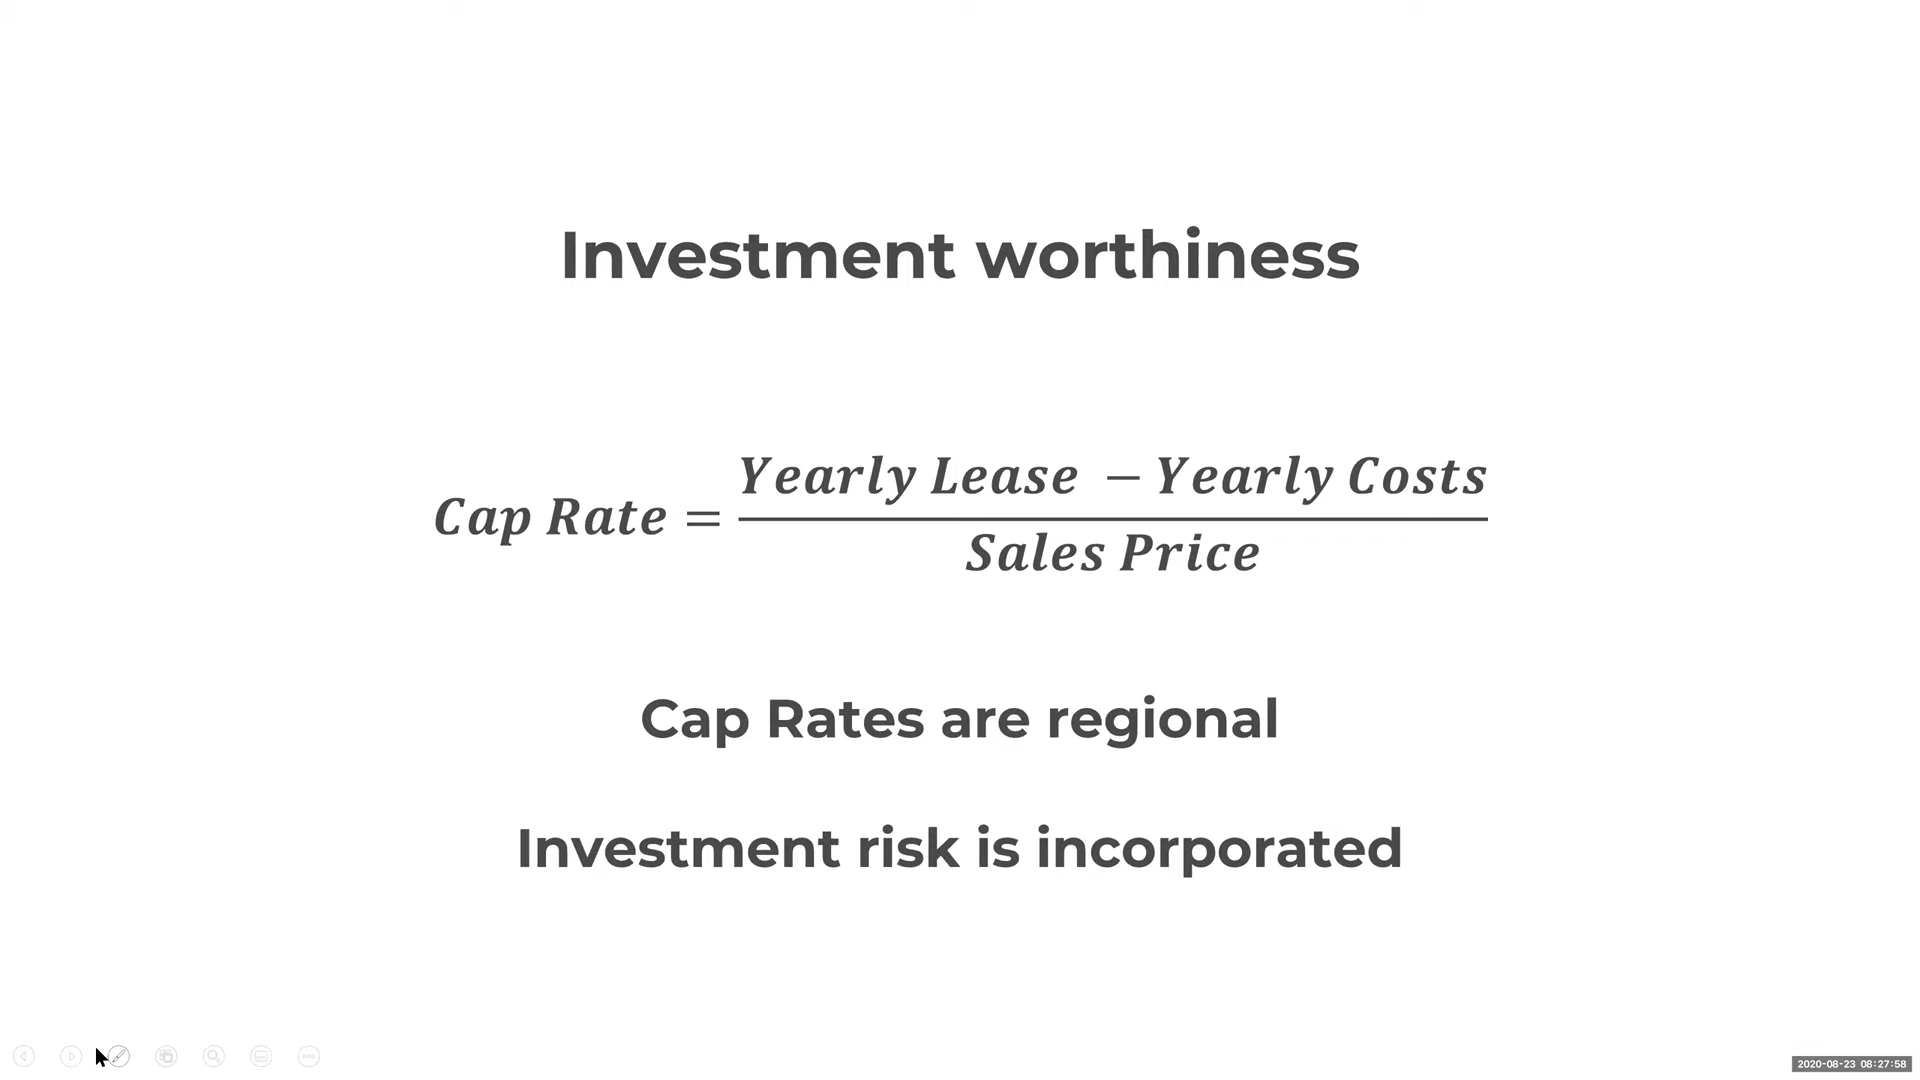 Investment worthiness
Cap Rate = Yearly Lease − Yearly Costs
Sales Price
Cap Rates are regional
Investment risk is incorporated
2020-08-23 08:27:58